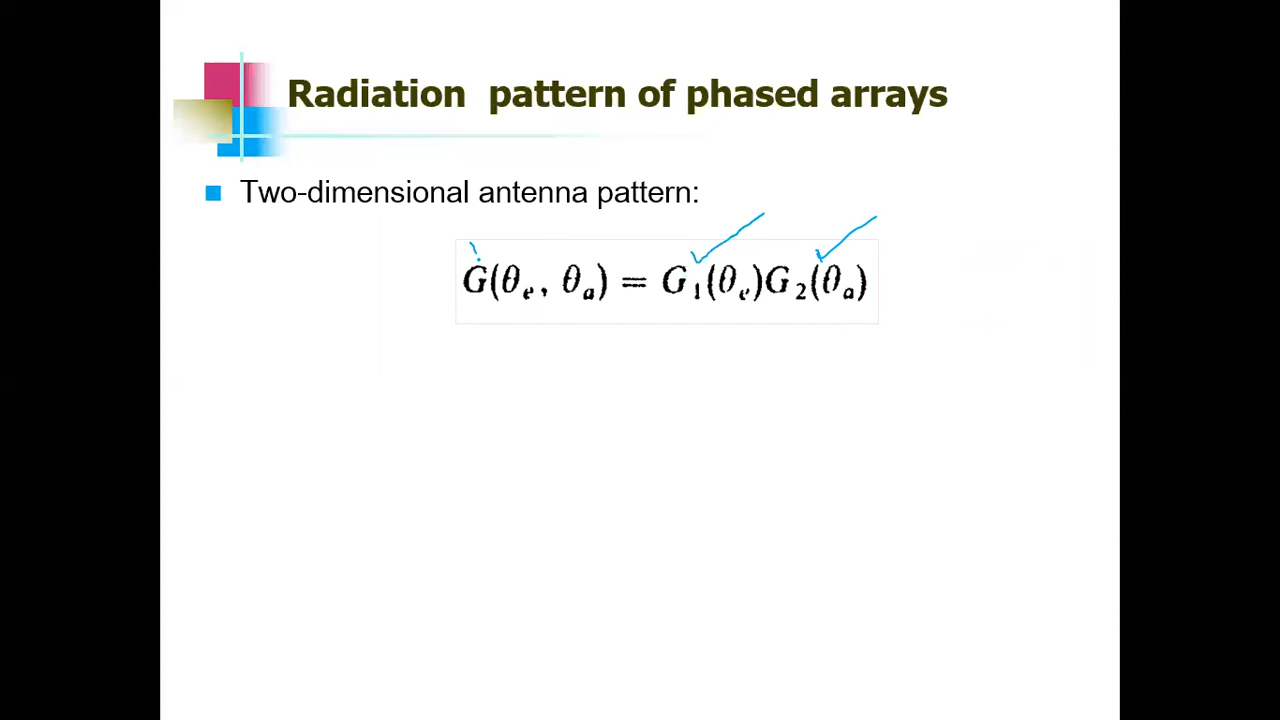 Radiation pattern of phased arrays
Two-dimensional antenna pattern:
G(θₑ, θₐ) = G₁(θₑ)G₂(θₐ)